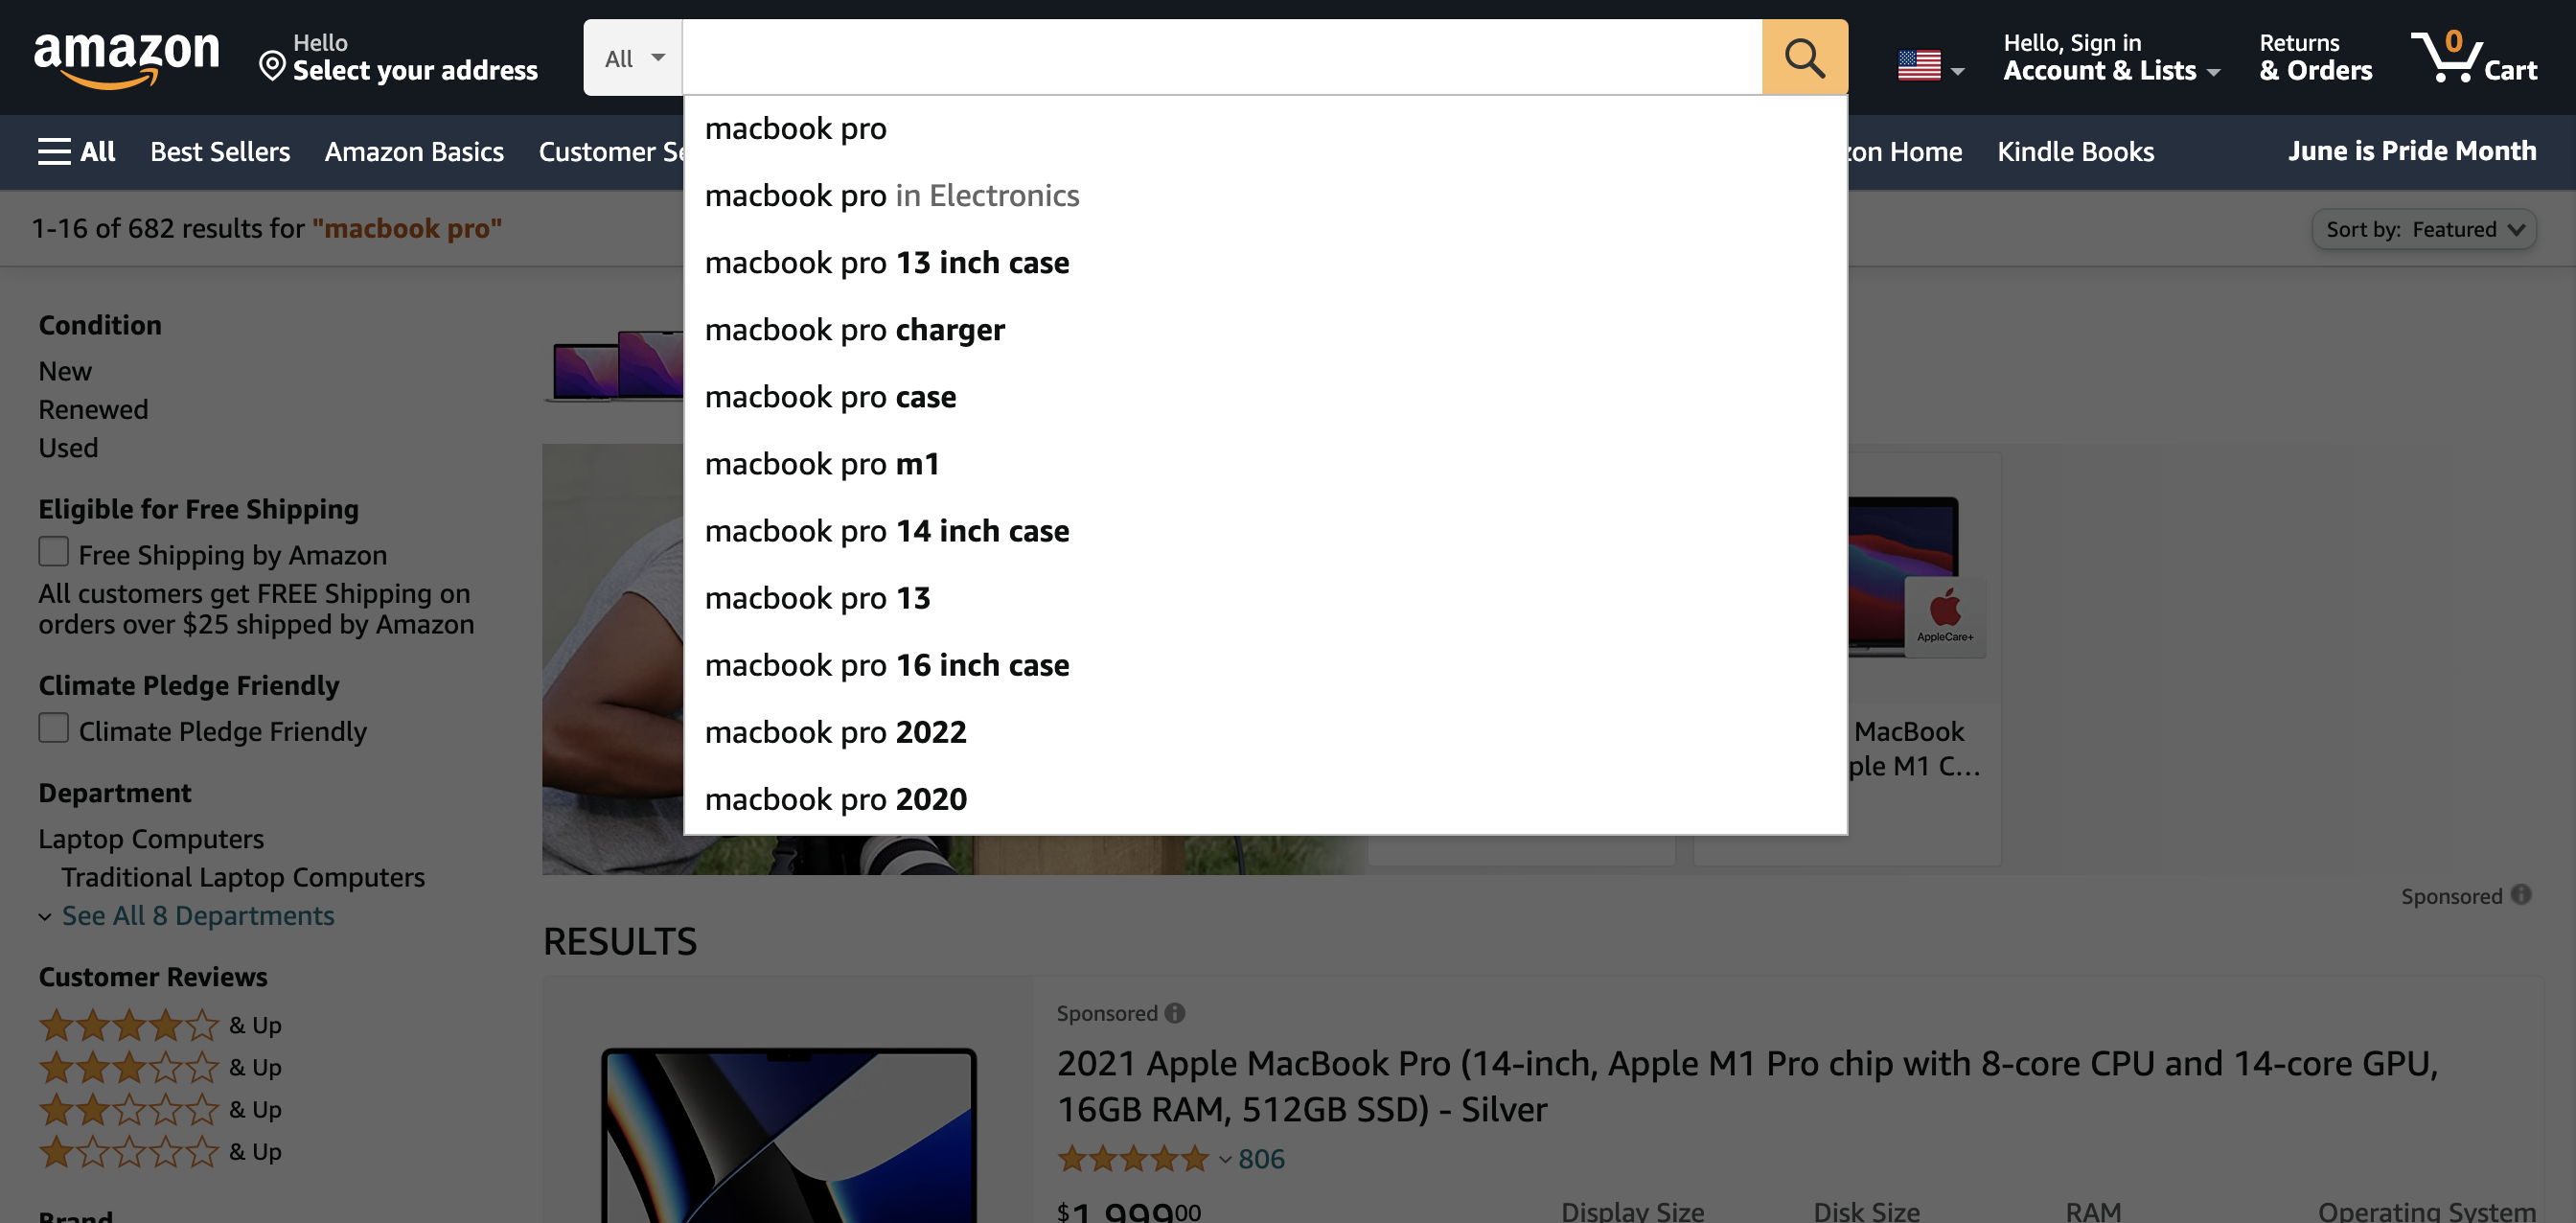 amazon
Hello
Select your address
All
Hello, Sign in
Account & Lists
Returns
& Orders
0
Cart
All
Best Sellers
Amazon Basics
Customer Se
on Home
Kindle Books
June is Pride Month
macbook pro
macbook pro in Electronics
macbook pro 13 inch case
macbook pro charger
macbook pro case
macbook pro m1
macbook pro 14 inch case
macbook pro 13
macbook pro 16 inch case
macbook pro 2022
macbook pro 2020
1-16 of 682 results for "macbook pro"
Sort by: Featured
Condition
New
Renewed
Used
Eligible for Free Shipping
Free Shipping by Amazon
All customers get FREE Shipping on
orders over $25 shipped by Amazon
Climate Pledge Friendly
Climate Pledge Friendly
Department
Laptop Computers
Traditional Laptop Computers
See All 8 Departments
Customer Reviews
& Up
& Up
& Up
& Up
Brand
AppleCare+
MacBook
ple M1 C...
Sponsored
RESULTS
Sponsored
2021 Apple MacBook Pro (14-inch, Apple M1 Pro chip with 8-core CPU and 14-core GPU,
16GB RAM, 512GB SSD) - Silver
806
$1,99900
Display Size
Disk Size
RAM
Operating System